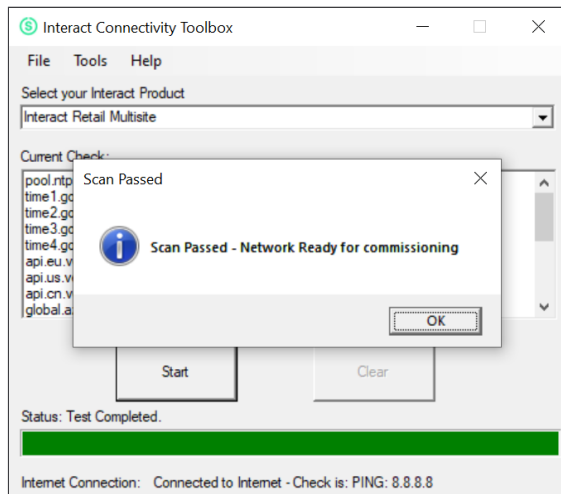 Interact Connectivity Toolbox
File Tools Help
Select your Interact Product
Interact Retail Multisite
Current Check:
Scan Passed
Scan Passed - Network Ready for commissioning
OK
pool.ntp
time1.go
time2.go
time3.go
time4.go
api.eu.v
api.us.v
api.cn.v
global.a
Start
Clear
Status: Test Completed.
Internet Connection: Connected to Internet - Check is: PING: 8.8.8.8